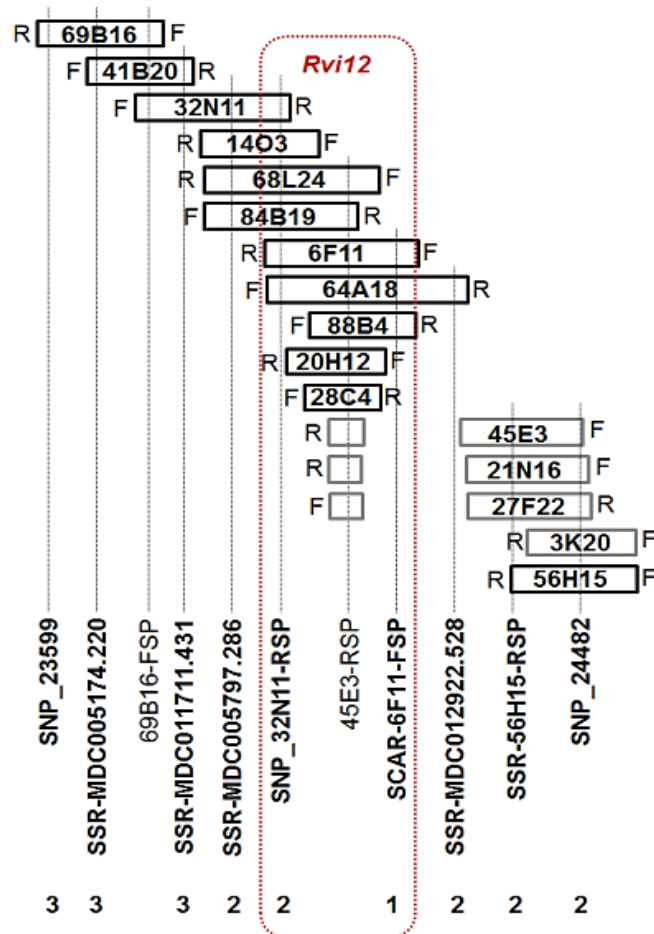 R 69B16 F
F 41B20 R
Rvi12
F 32N11 R
R 14O3 F
R 68L24 F
F 84B19 R
R 6F11 F
F 64A18 R
F 88B4 R
R 20H12 F
F 28C4 R
R 45E3 F
R 21N16 F
F 27F22 R
R 3K20 F
R 56H15 F
SNP_23599
SSR-MDC005174.220
69B16-FSP
SSR-MDC011711.431
SSR-MDC005797.286
SNP_32N11-RSP
45E3-RSP
SCAR-6F11-FSP
SSR-MDC012922.528
SSR-56H15-RSP
SNP_24482
3 3 3 2 2 1 2 2 2